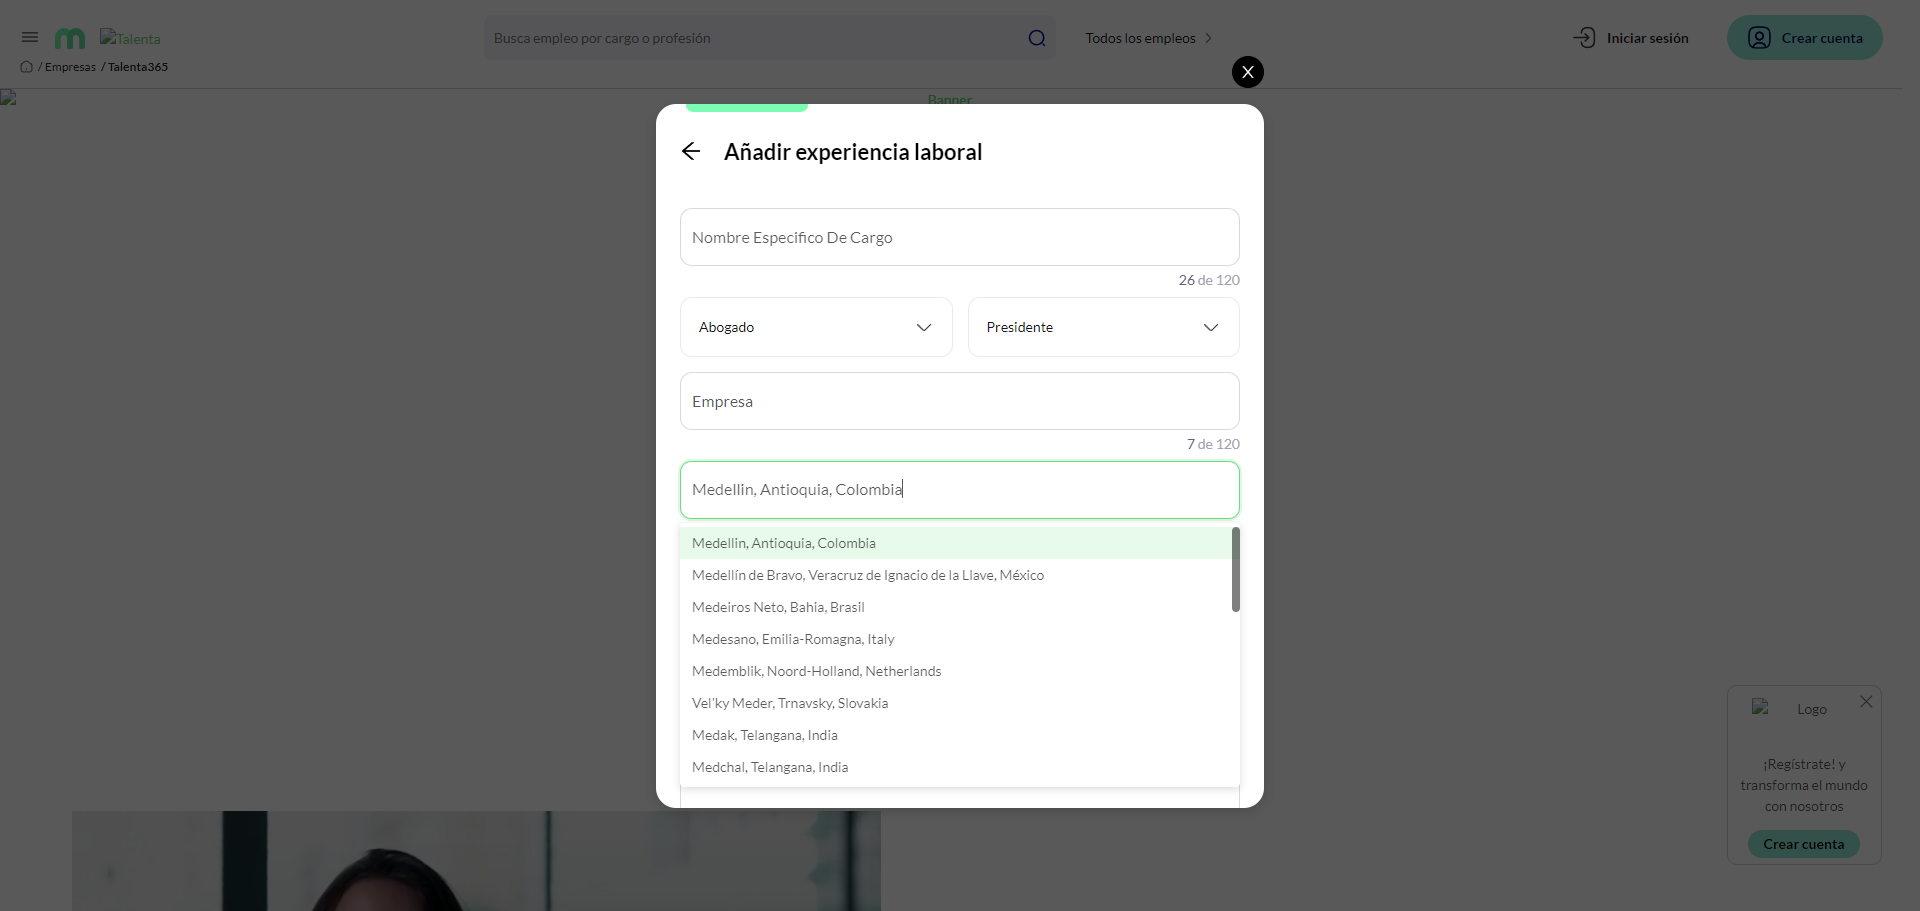 Talenta
Busca empleo por cargo o profesión
Todos los empleos
Iniciar sesión
Crear cuenta
/ Empresas / Talenta365
X
Banner
Añadir experiencia laboral
Nombre Especifico De Cargo
26 de 120
Abogado
Presidente
Empresa
7 de 120
Medellin, Antioquia, Colombia
Medellin, Antioquia, Colombia
Medellín de Bravo, Veracruz de Ignacio de la Llave, México
Medeiros Neto, Bahia, Brasil
Medesano, Emilia-Romagna, Italy
Medemblik, Noord-Holland, Netherlands
Vel'ky Meder, Trnavsky, Slovakia
Medak, Telangana, India
Medchal, Telangana, India
Logo
¡Regístrate! y
transforma el mundo
con nosotros
Crear cuenta